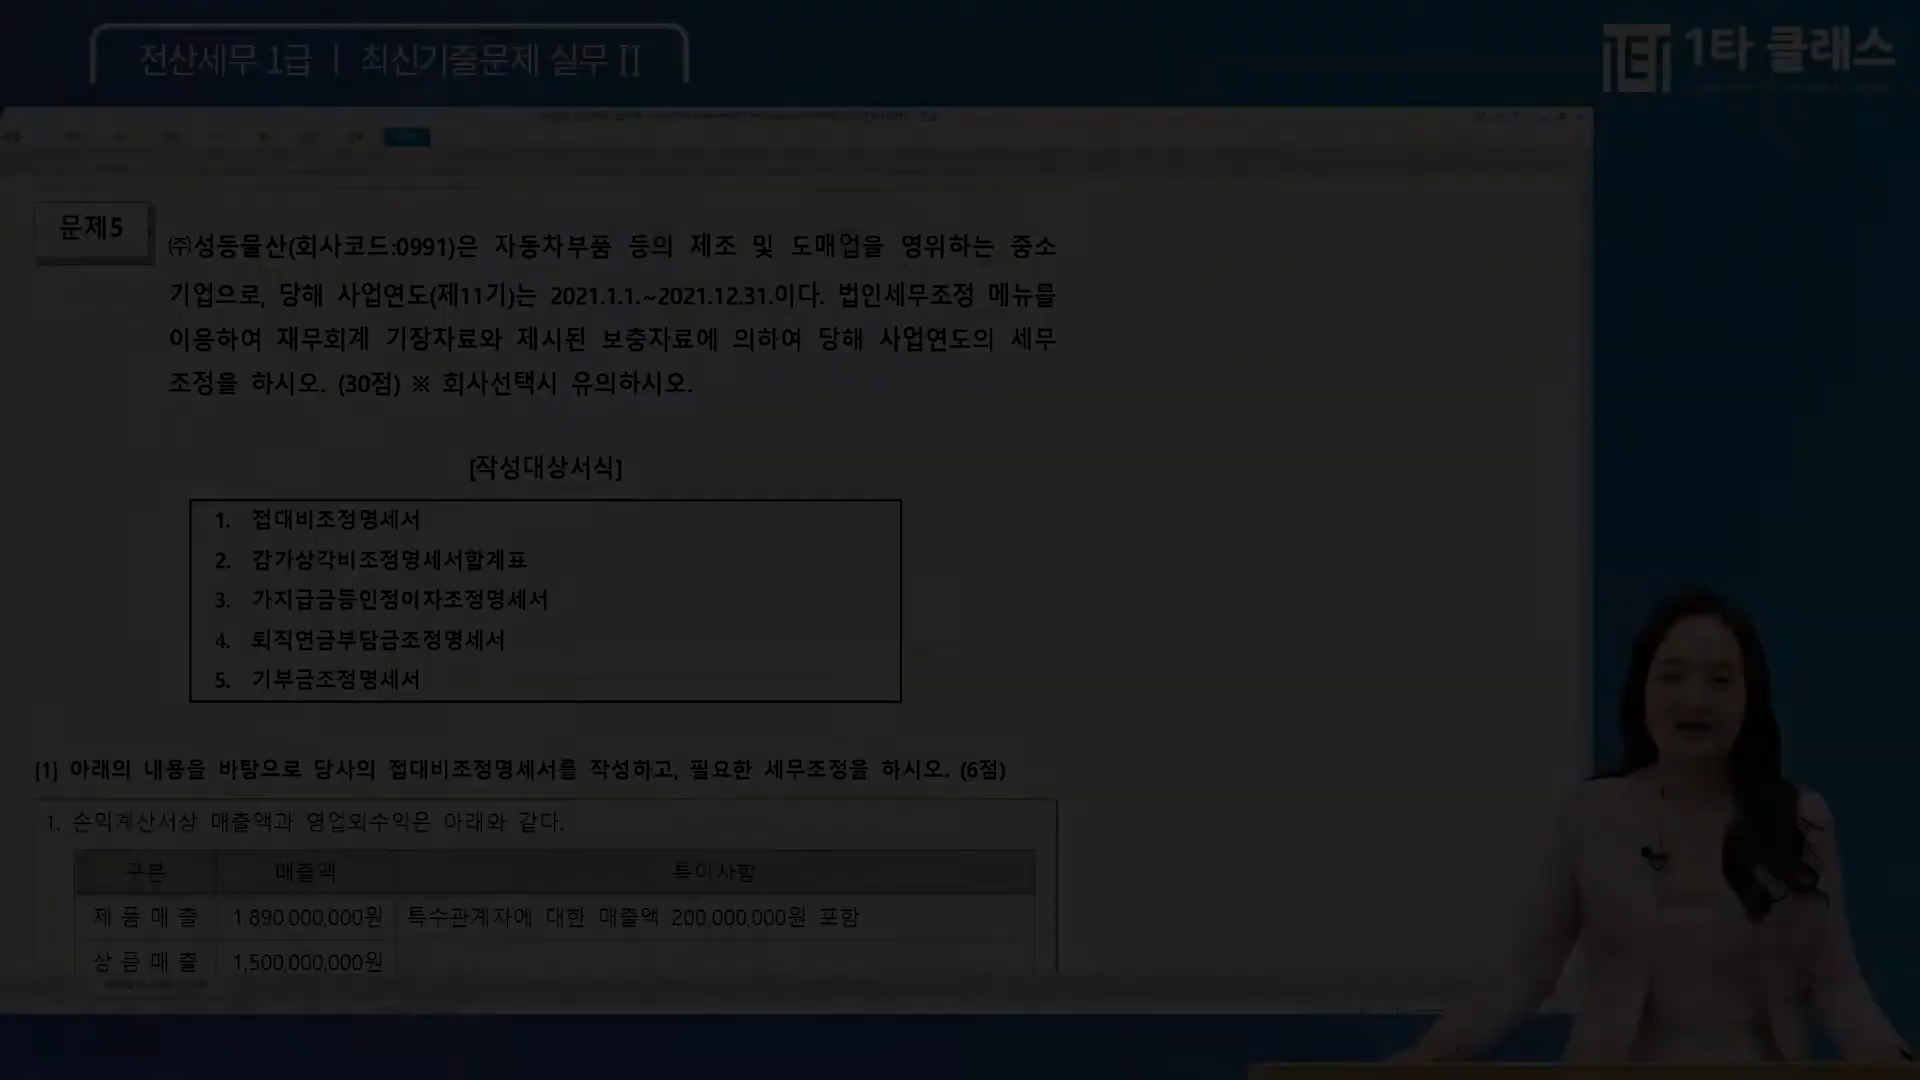 전산세무 1급 | 최신기출문제 실무 II
1타 클래스
문제5
㈜성동물산(회사코드:0991)은 자동차부품 등의 제조 및 도매업을 영위하는 중소
기업으로, 당해 사업연도(제11기)는 2021.1.1.~2021.12.31.이다. 법인세무조정 메뉴를
이용하여 재무회계 기장자료와 제시된 보충자료에 의하여 당해 사업연도의 세무
조정을 하시오. (30점) ※ 회사선택시 유의하시오.
[작성대상서식]
1. 접대비조정명세서
2. 감가상각비조정명세서합계표
3. 가지급금등인정이자조정명세서
4. 퇴직연금부담금조정명세서
5. 기부금조정명세서
[1] 아래의 내용을 바탕으로 당사의 접대비조정명세서를 작성하고, 필요한 세무조정을 하시오. (6점)
1. 손익계산서상 매출액과 영업외수익은 아래와 같다.
구분 매출액 특이사항
제 품 매 출 1,890,000,000원 특수관계자에 대한 매출액 200,000,000원 포함
상 품 매 출 1,500,000,000원